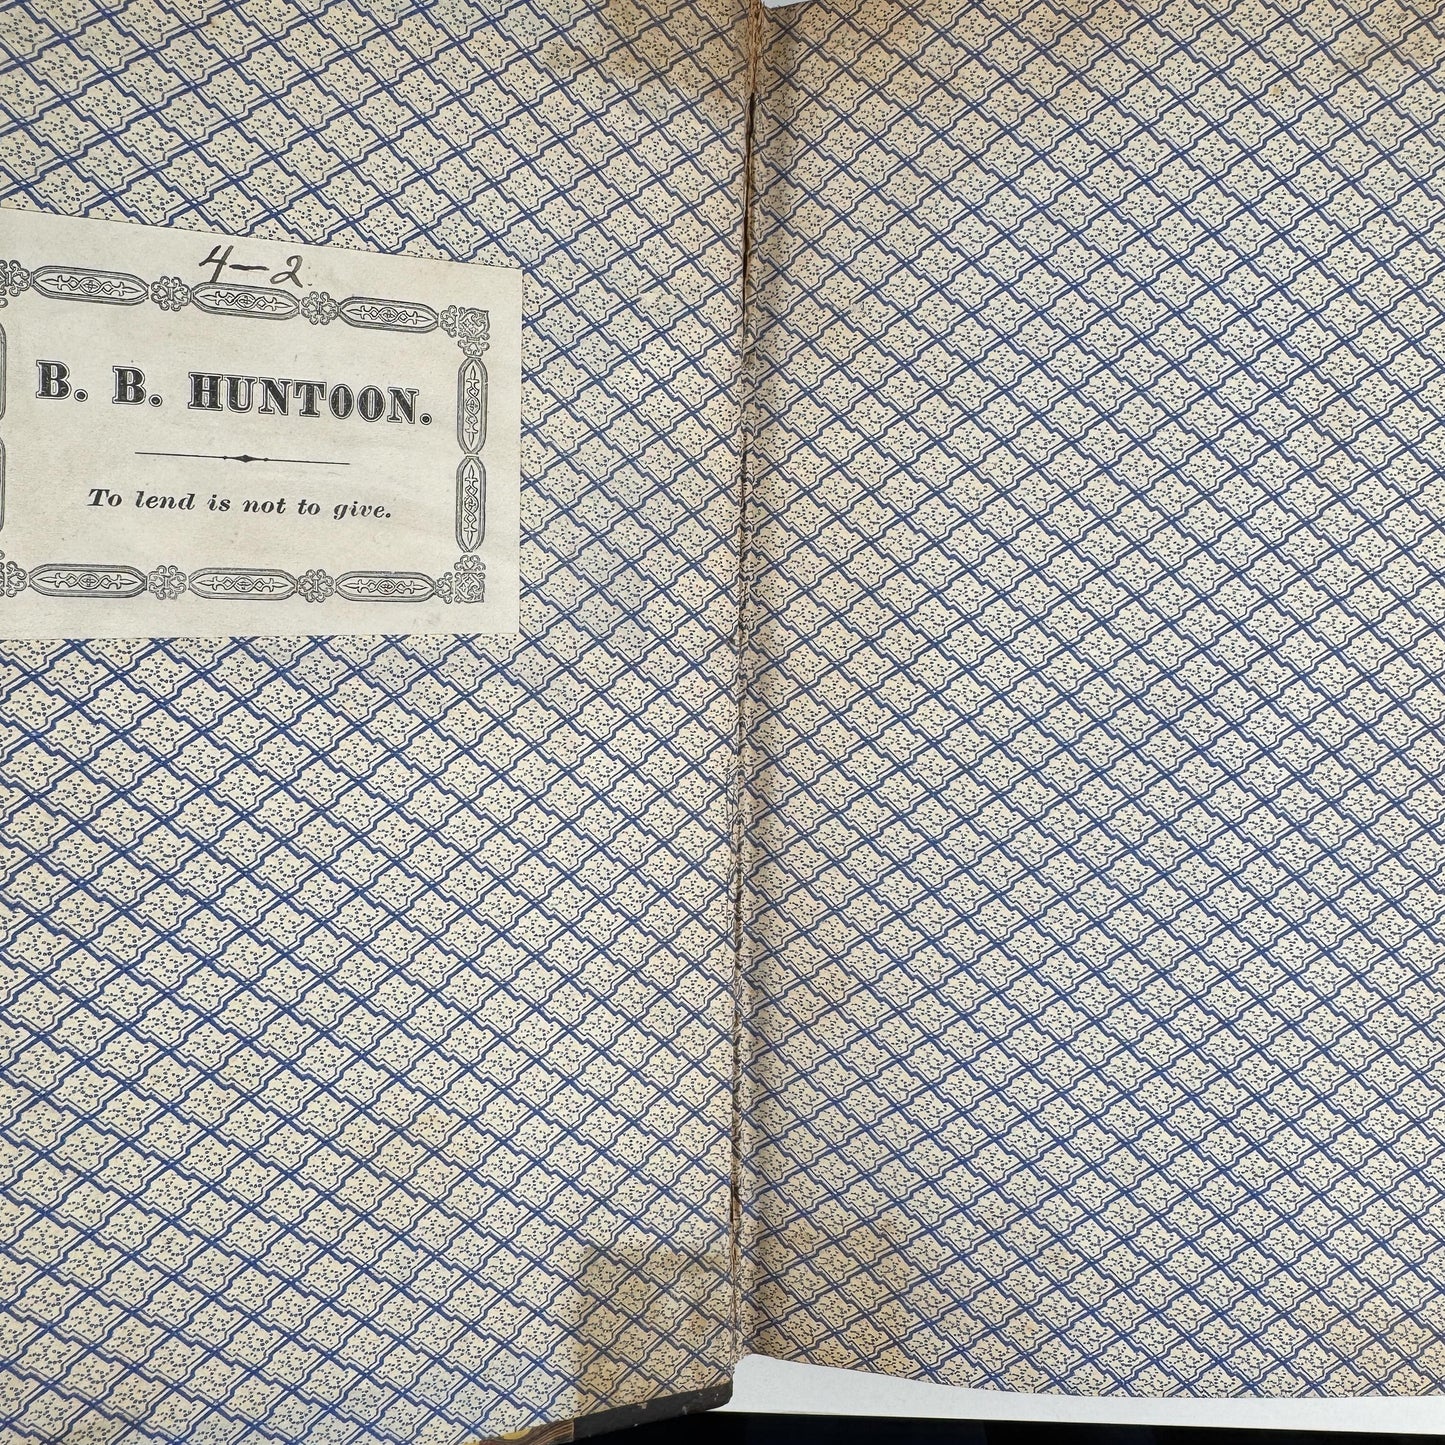 4-2.
B. B. HUNTOON.
To lend is not to give.